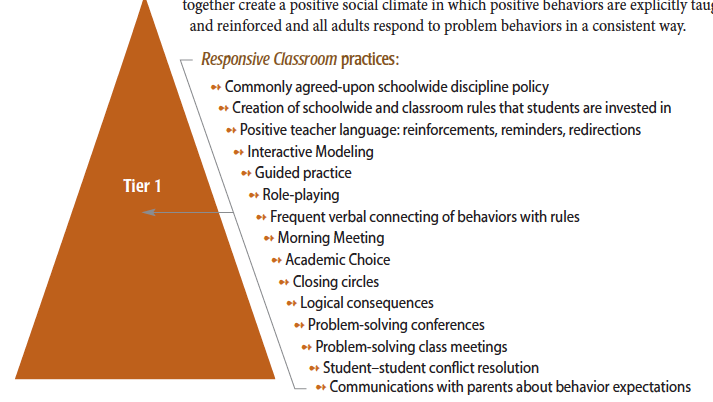 together create a positive social climate in which positive behaviors are explicitly
and reinforced and all adults respond to problem behaviors in a consistent way.
Responsive Classroom practices:
➻ Commonly agreed-upon schoolwide discipline policy
➻ Creation of schoolwide and classroom rules that students are invested in
➻ Positive teacher language: reinforcements, reminders, redirections
➻ Interactive Modeling
➻ Guided practice
Tier 1
➻ Role-playing
➻ Frequent verbal connecting of behaviors with rules
➻ Morning Meeting
➻ Academic Choice
➻ Closing circles
➻ Logical consequences
➻ Problem-solving conferences
➻ Problem-solving class meetings
➻ Student–student conflict resolution
➻ Communications with parents about behavior expectations